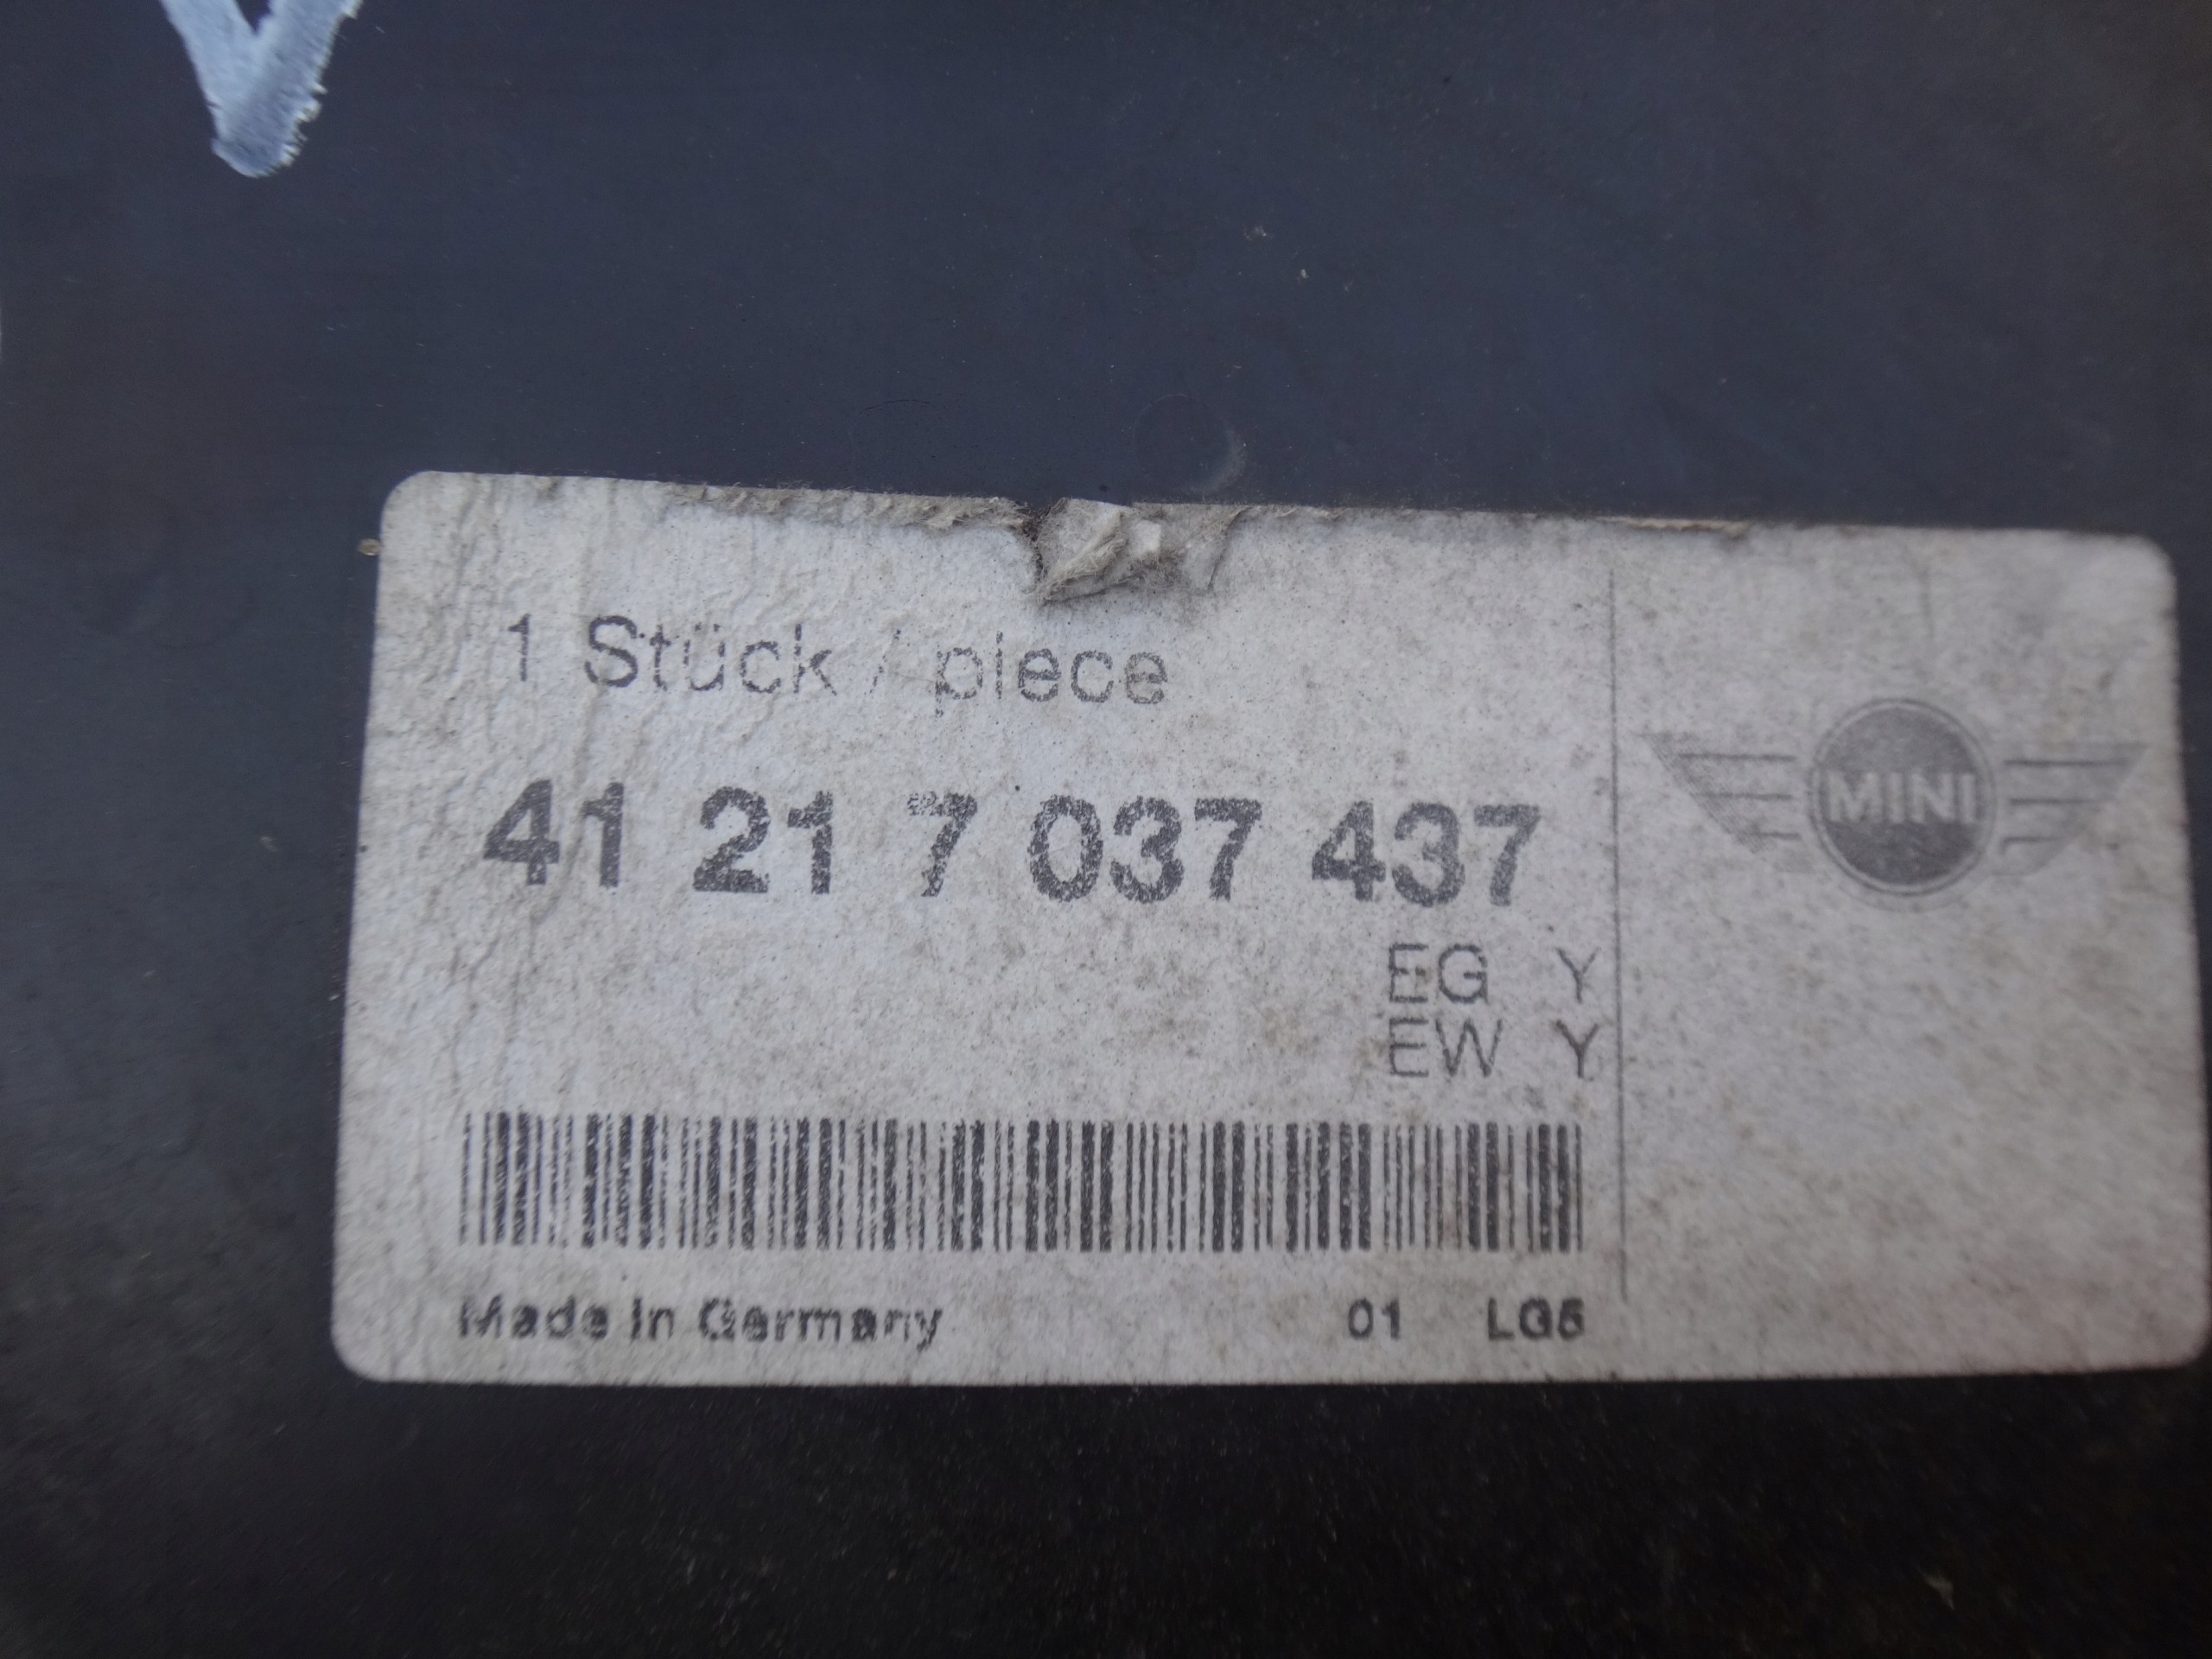 1 Stück / piece
41 21 7 037 437
MINI
EG Y
EW Y
Made in Germany 01 LG5